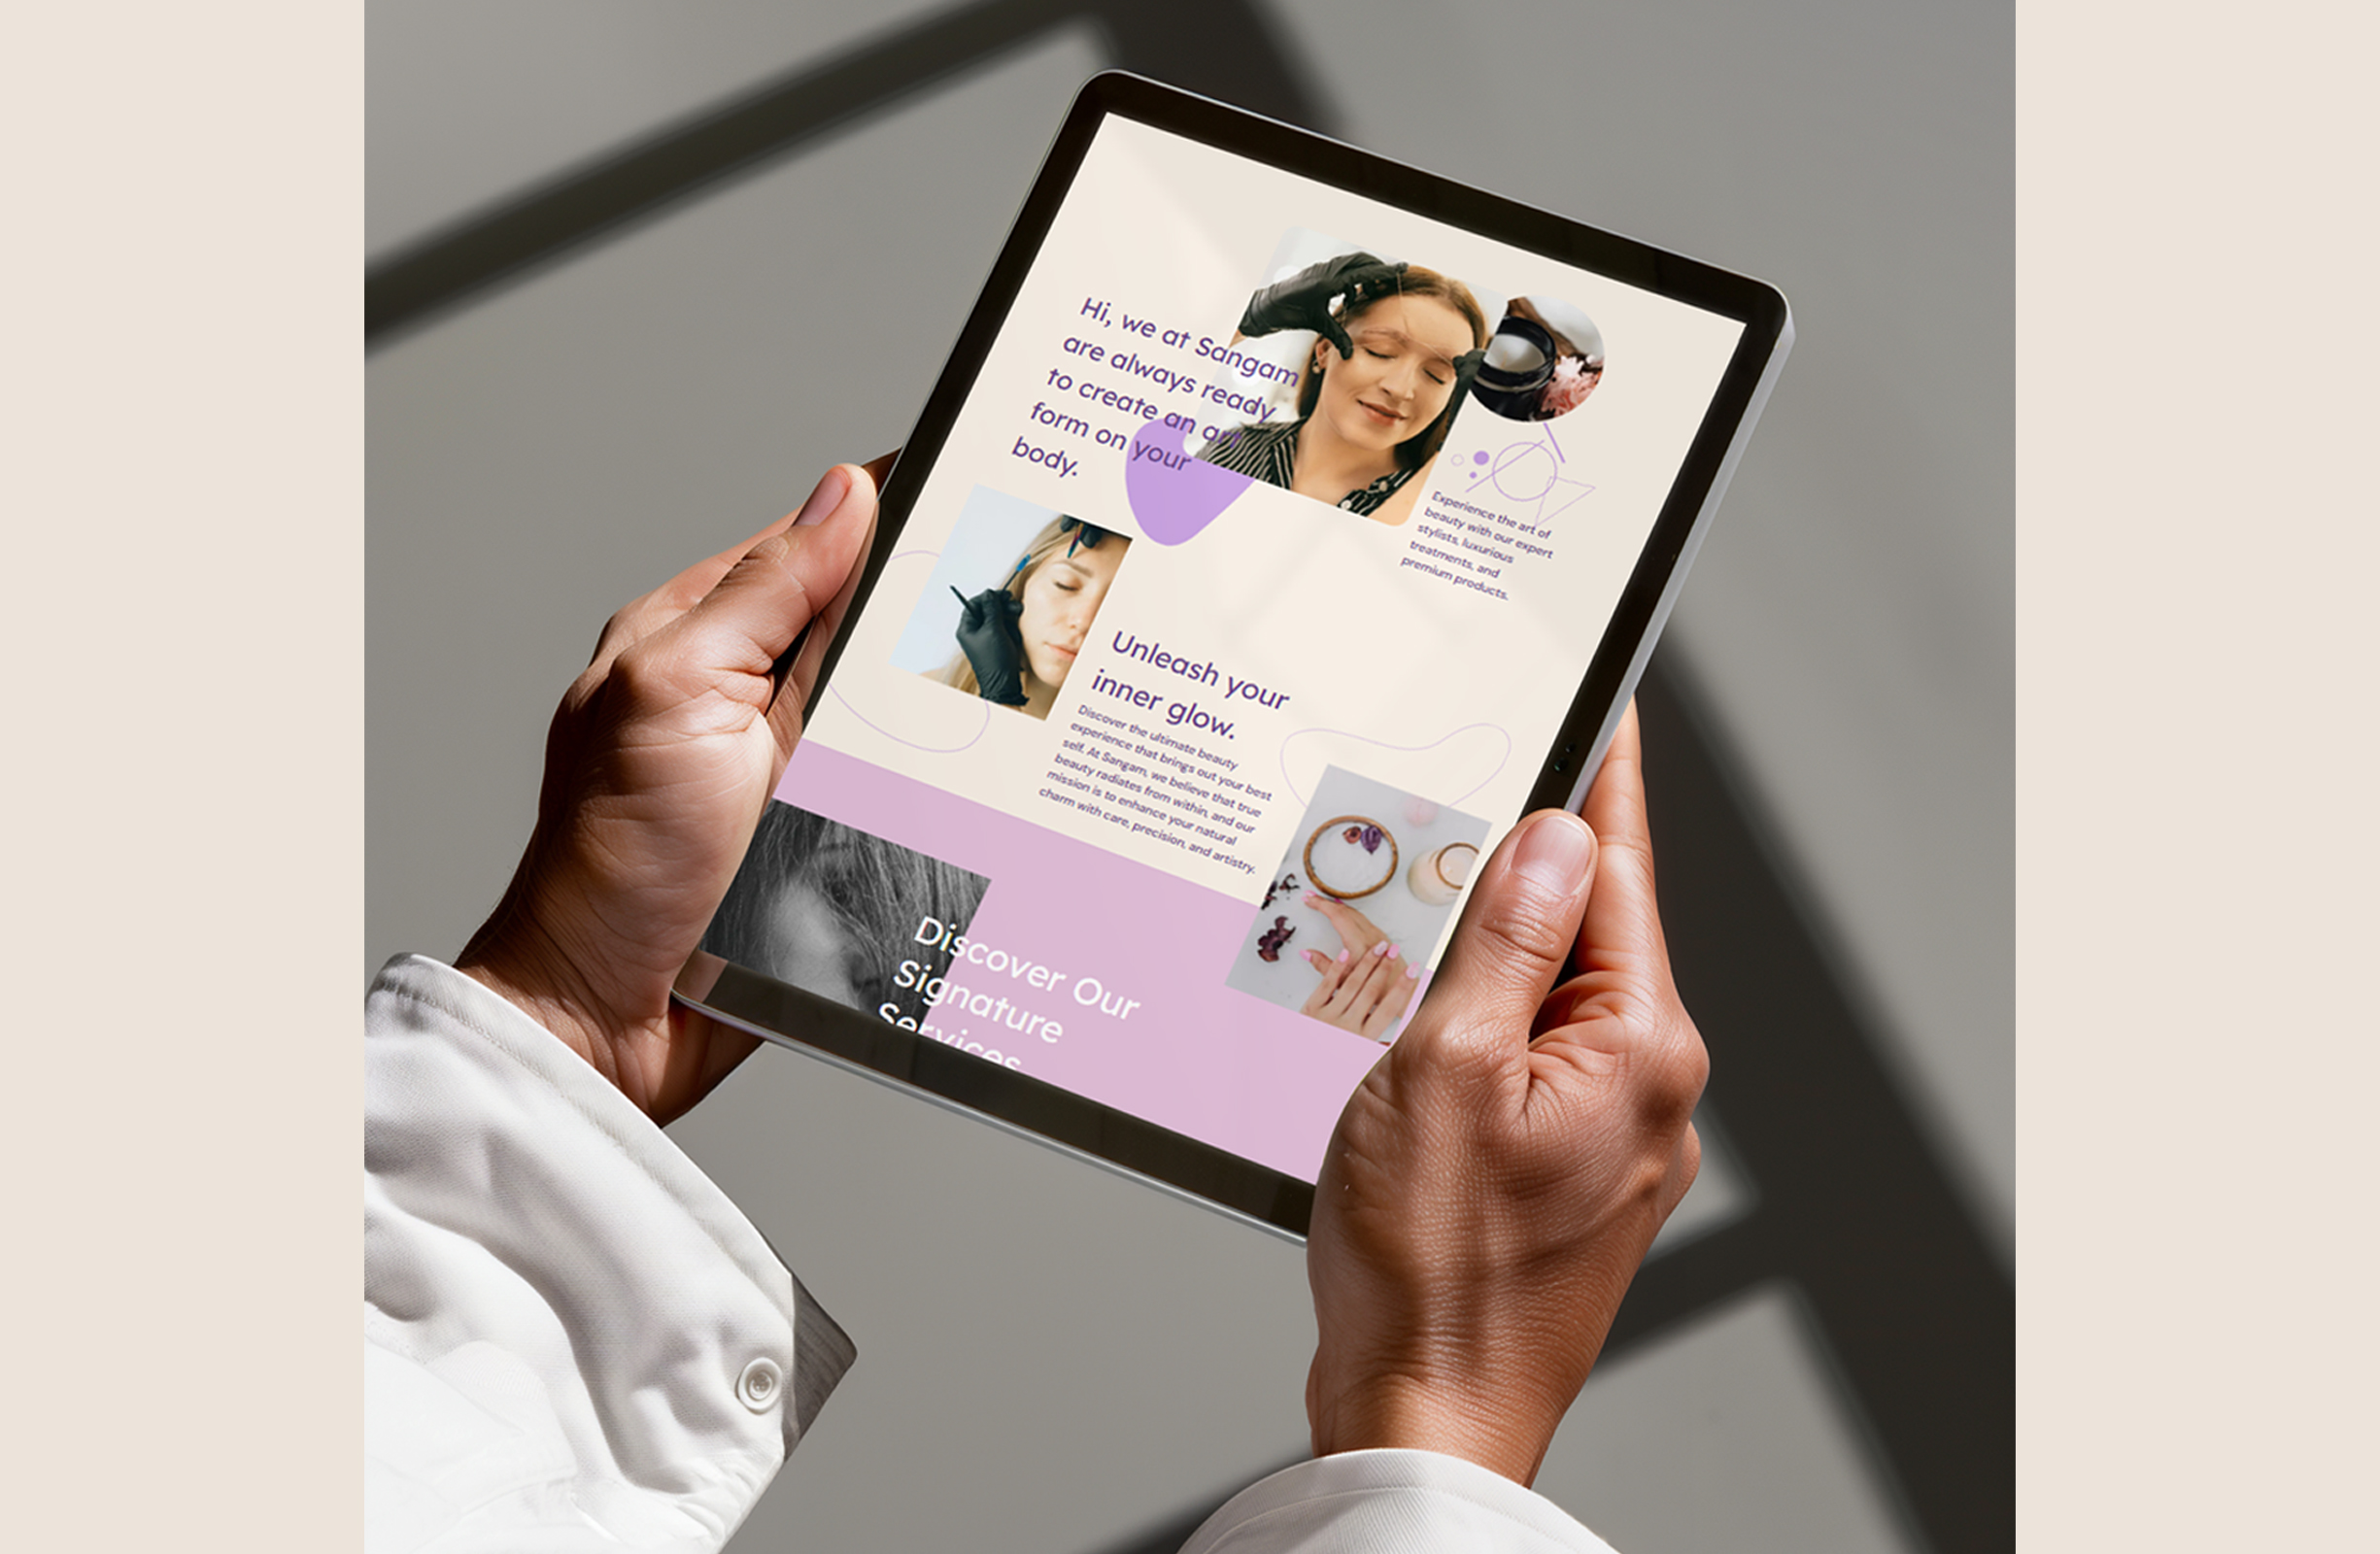 Hi, we at Sangam
are always ready
to create an art
form on your
body.
Experience the art of
beauty with our expert
stylists, luxurious
treatments, and
premium products.
Unleash your
inner glow.
Discover the ultimate beauty
experience that brings out your best
self. At Sangam, we believe that true
beauty radiates from within, and our
mission is to enhance your natural
charm with care, precision, and artistry.
Discover Our
Signature
Services